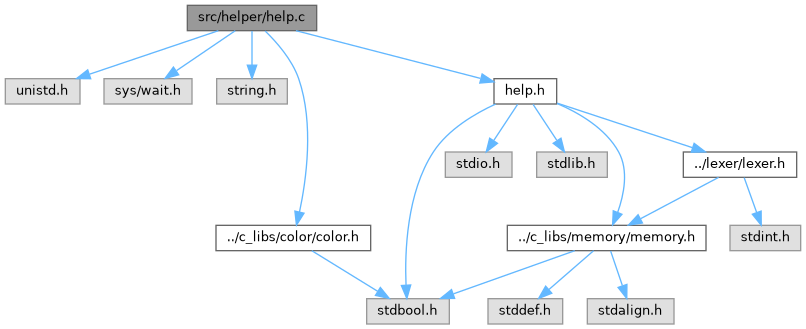 src/helper/help.c
unistd.h
sys/wait.h
string.h
help.h
stdio.h
stdlib.h
../lexer/lexer.h
../c_libs/color/color.h
../c_libs/memory/memory.h
stdint.h
stdbool.h
stddef.h
stdalign.h